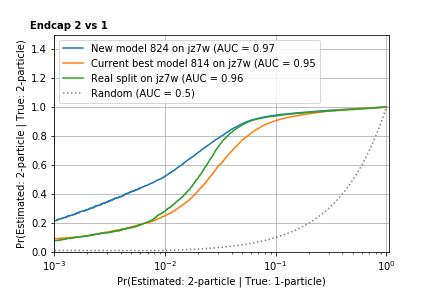 Endcap 2 vs 1
New model 824 on jz7w (AUC = 0.97
Current best model 814 on jz7w (AUC = 0.95
Real split on jz7w (AUC = 0.96
Random (AUC = 0.5)
Pr(Estimated: 2-particle | True: 2-particle)
1.4
1.2
1.0
0.8
0.6
0.4
0.2
0.0
10⁻³
10⁻²
10⁻¹
10⁰
Pr(Estimated: 2-particle | True: 1-particle)